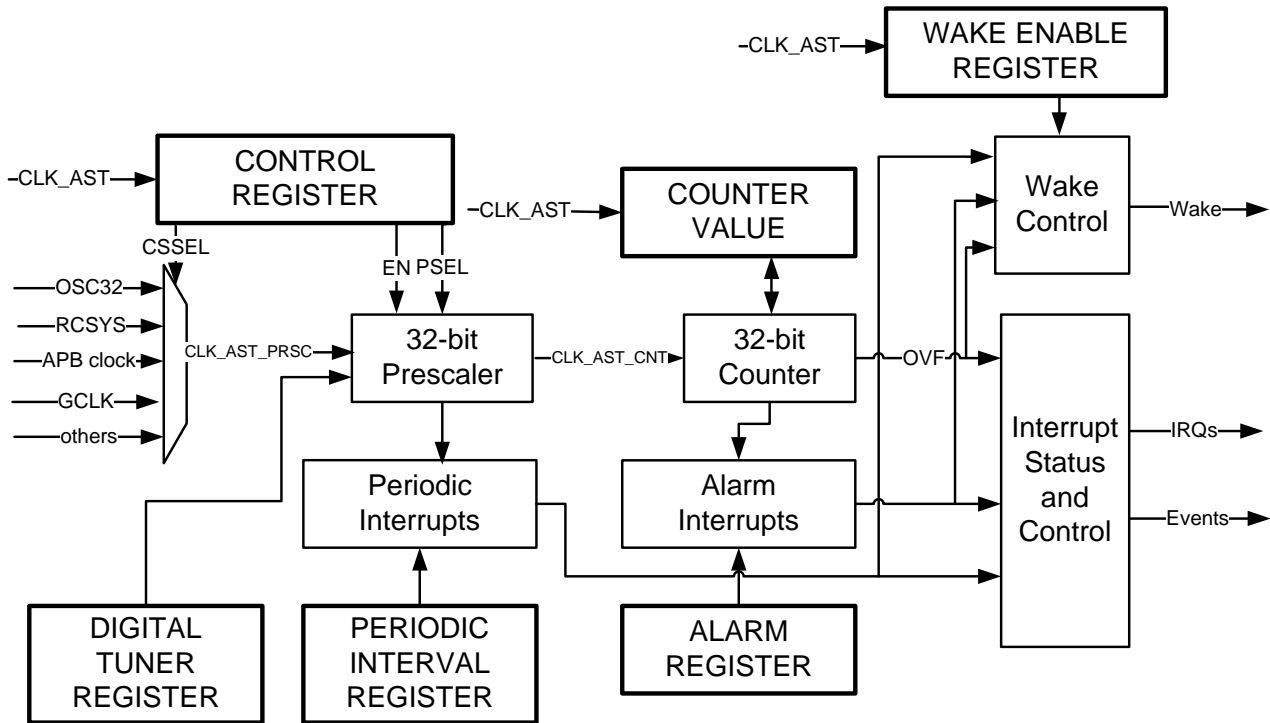 CLK_AST
WAKE ENABLE
REGISTER
CLK_AST
CONTROL
REGISTER
CLK_AST
COUNTER
VALUE
Wake
Control
Wake
CSSEL
EN
PSEL
OSC32
RCSYS
APB clock
GCLK
others
CLK_AST_PRSC
32-bit
Prescaler
CLK_AST_CNT
32-bit
Counter
OVF
Periodic
Interrupts
Alarm
Interrupts
Interrupt
Status
and
Control
IRQs
Events
DIGITAL
TUNER
REGISTER
PERIODIC
INTERVAL
REGISTER
ALARM
REGISTER